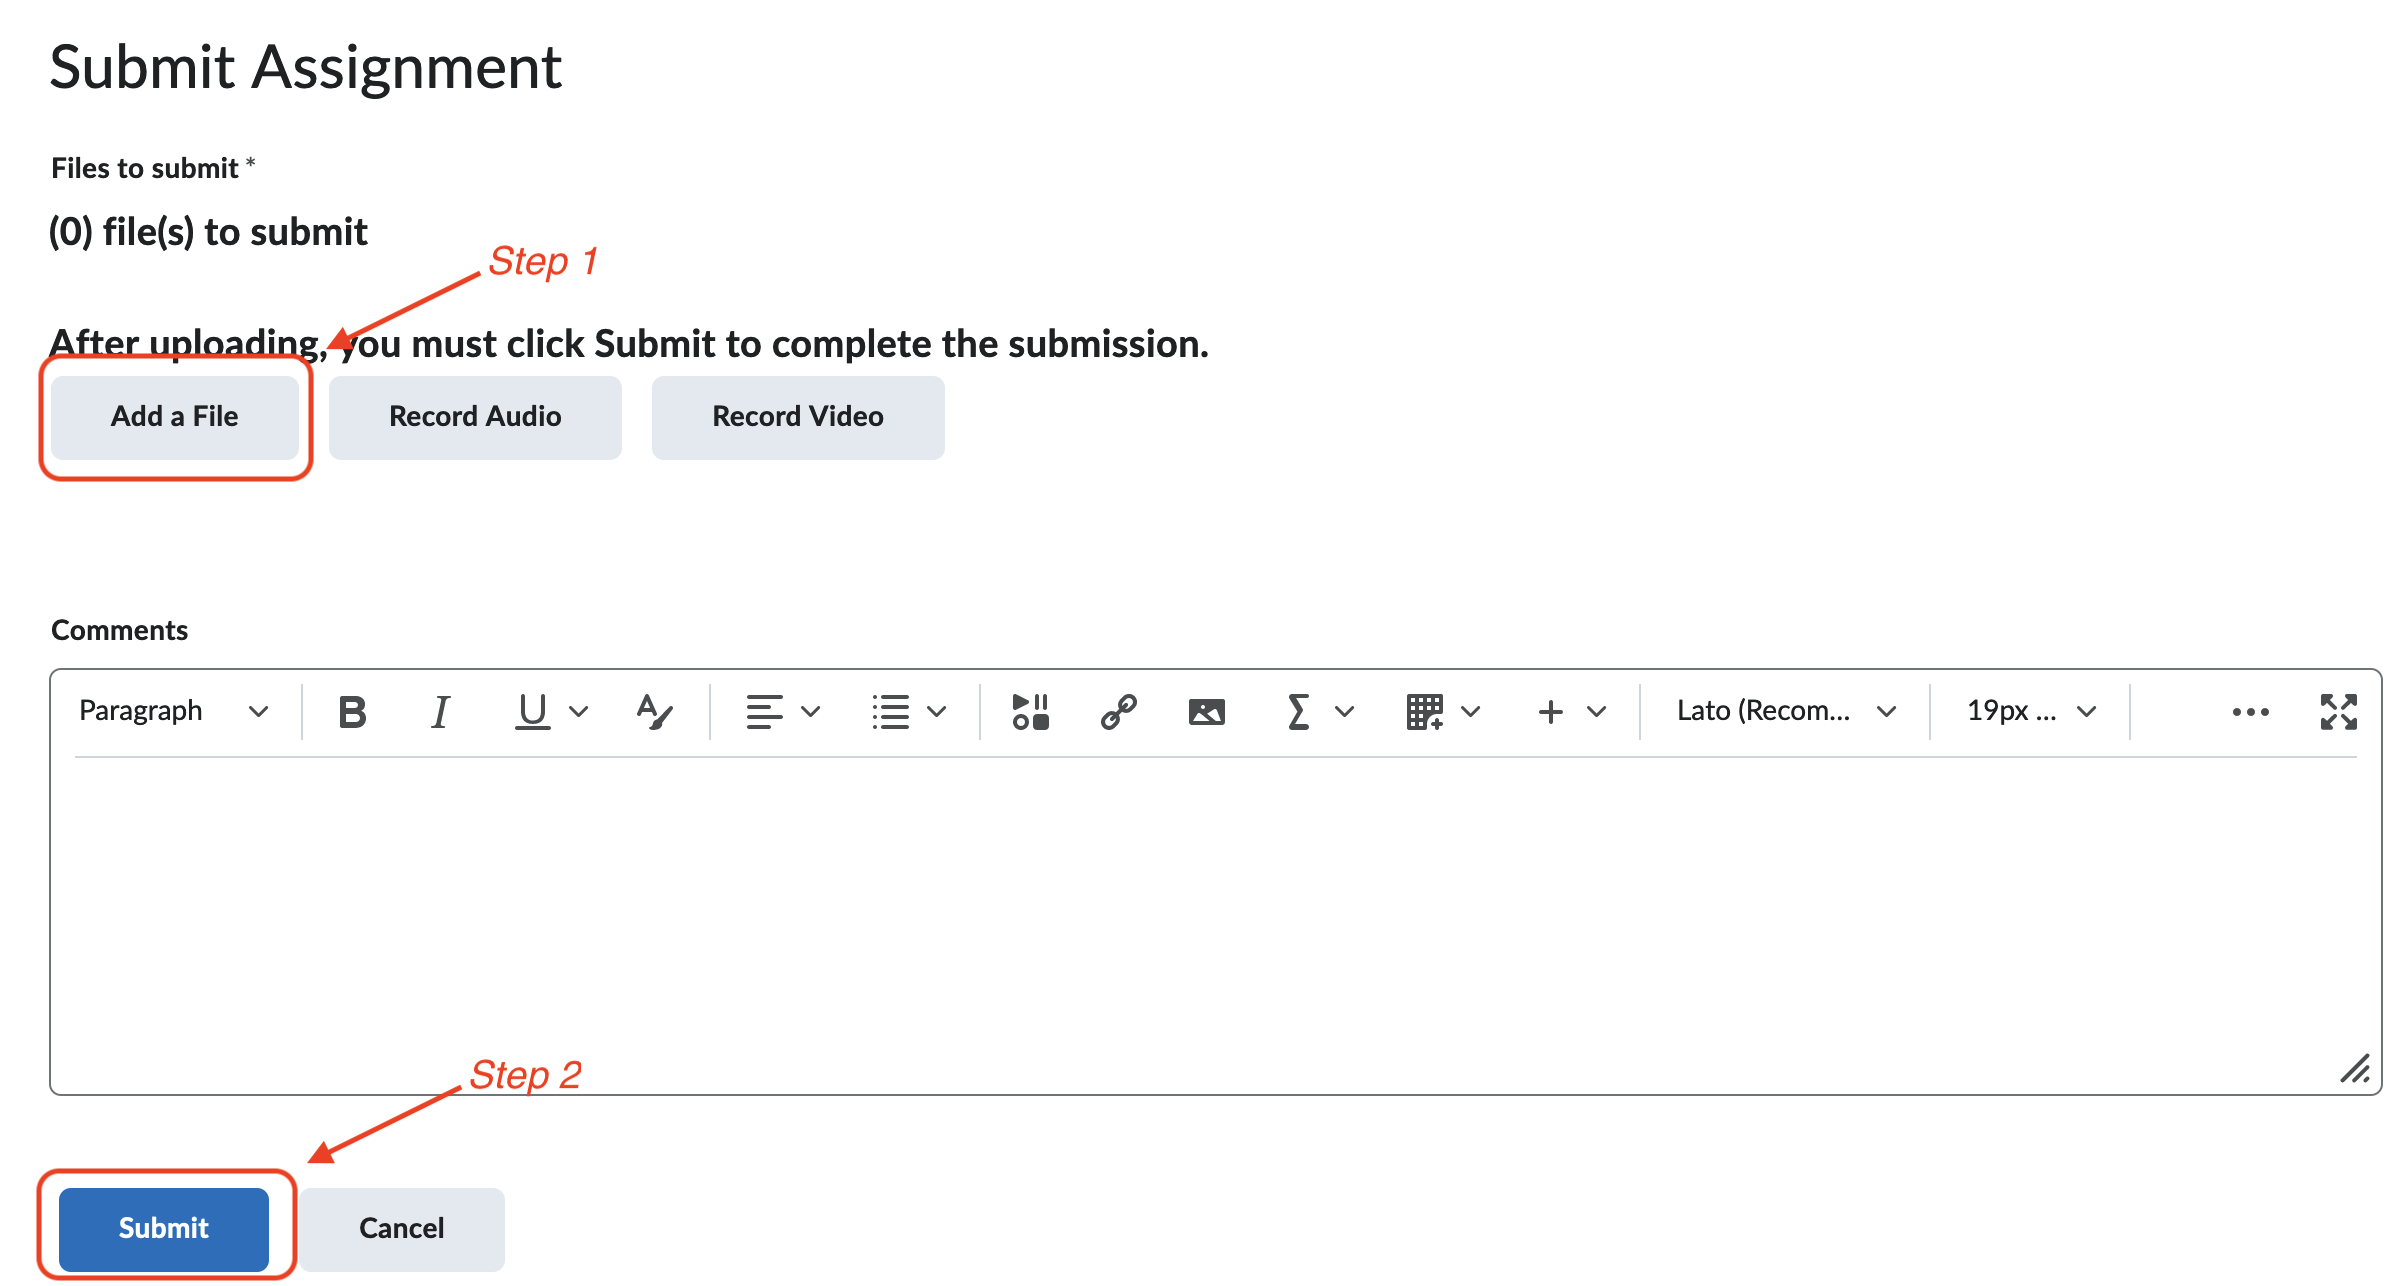 Submit Assignment
Files to submit *
(0) file(s) to submit
Step 1
After uploading, you must click Submit to complete the submission.
Add a File Record Audio Record Video
Comments
Paragraph B I U A Σ + Lato (Recom... 19px ...
Step 2
Submit Cancel